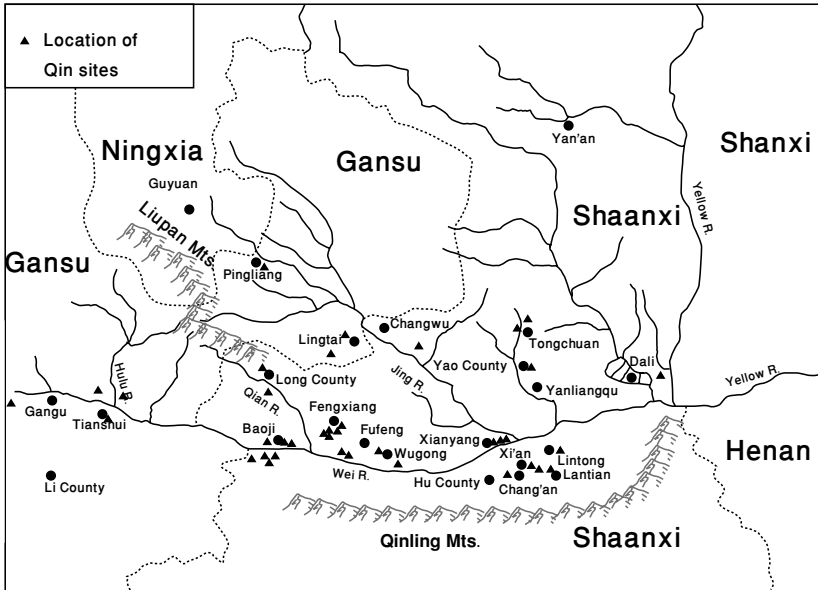 Location of
Qin sites
Ningxia
Gansu
Shanxi
Yan'an
Guyuan
Shaanxi
Yellow R.
Liupan Mts.
Gansu
Pingliang
Changwu
Lingtai
Tongchuan
Yao County
Dali
Long County
Jing R.
Yanliangqu
Yellow R.
Hulu R.
Qian R.
Gangu
Tianshui
Fengxiang
Baoji
Fufeng
Xianyang
Wugong
Xi'an
Lintong
Henan
Wei R.
Li County
Hu County
Chang'an
Lantian
Qinling Mts.
Shaanxi